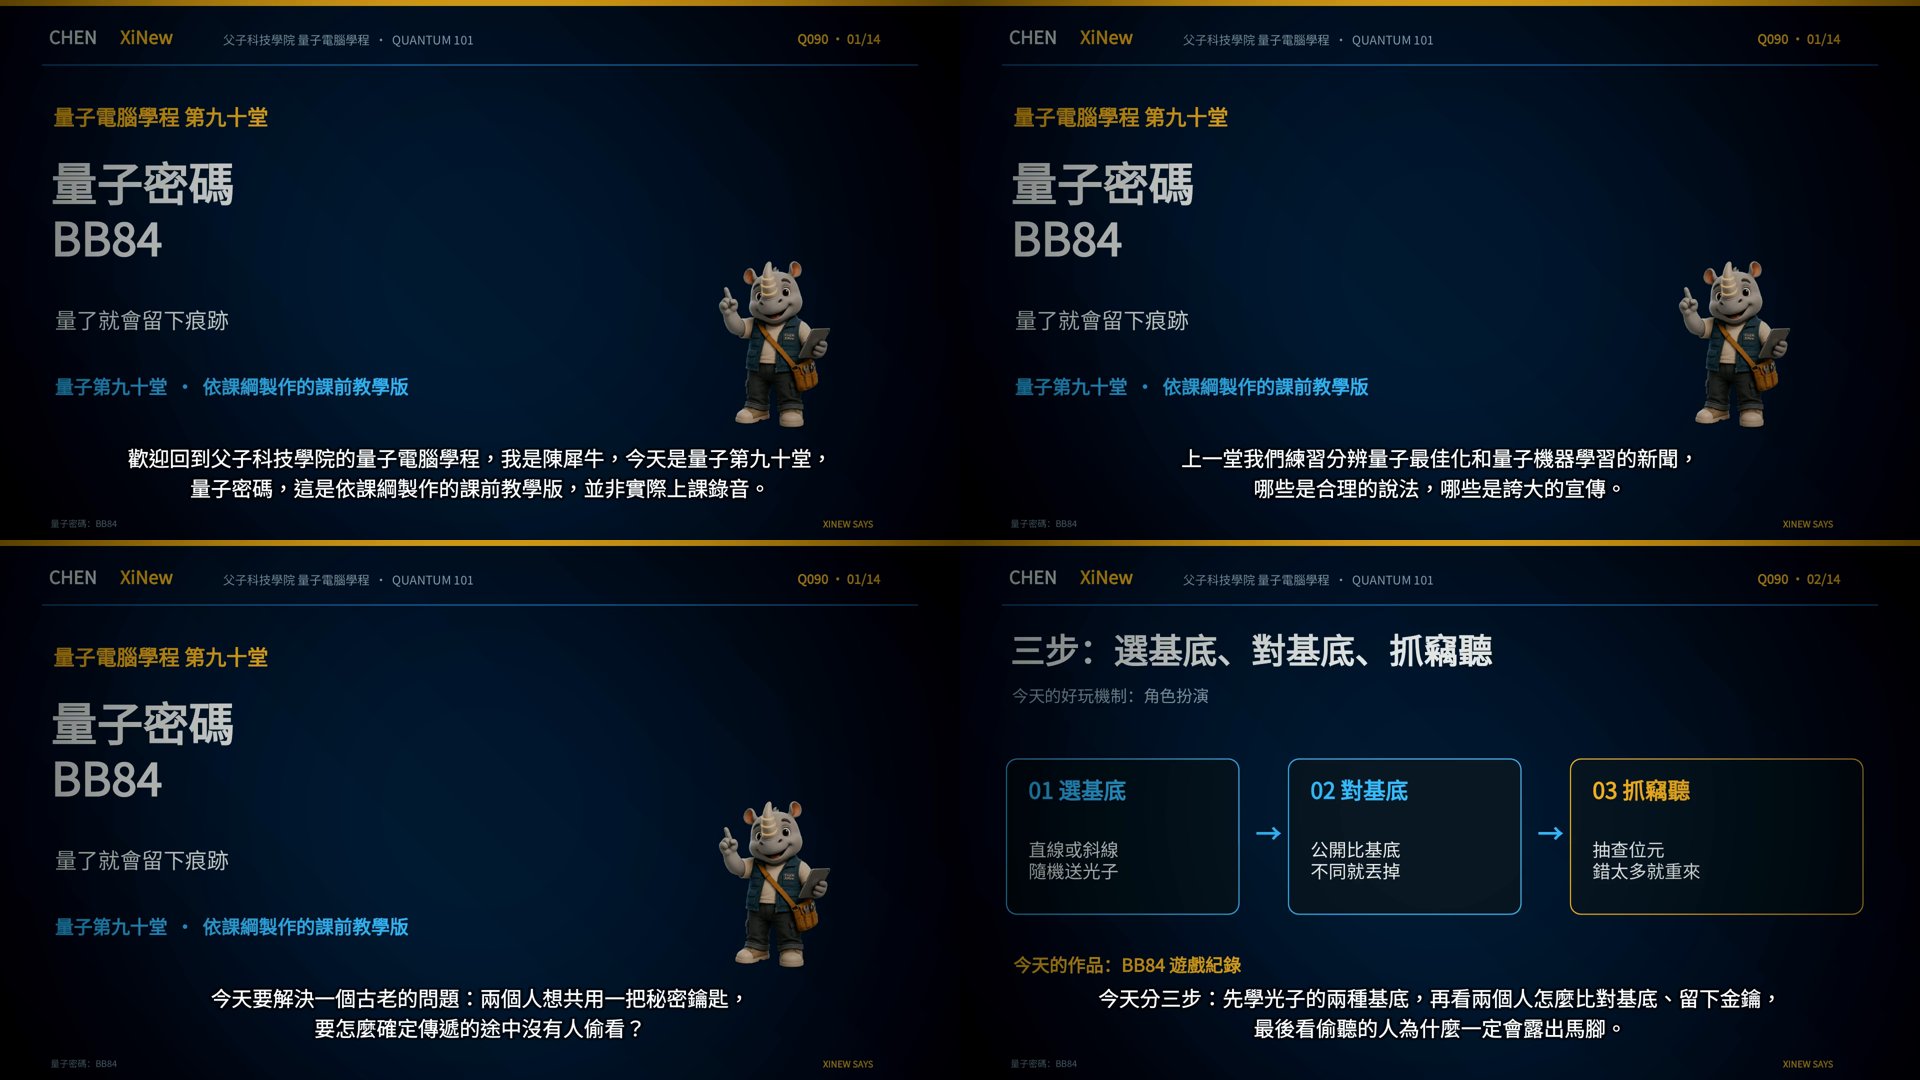 CHEN XiNew 父子科技學院 量子電腦學程 · QUANTUM 101 Q090 · 01/14
量子電腦學程 第九十堂
量子密碼
BB84
量了就會留下痕跡
量子第九十堂 · 依課綱製作的課前教學版
歡迎回到父子科技學院的量子電腦學程，我是陳犀牛，今天是量子第九十堂，
量子密碼，這是依課綱製作的課前教學版，並非實際上課錄音。
量子密碼：BB84 XINEW SAYS
CHEN XiNew 父子科技學院 量子電腦學程 · QUANTUM 101 Q090 · 01/14
量子電腦學程 第九十堂
量子密碼
BB84
量了就會留下痕跡
量子第九十堂 · 依課綱製作的課前教學版
上一堂我們練習分辨量子最佳化和量子機器學習的新聞，
哪些是合理的說法，哪些是誇大的宣傳。
量子密碼：BB84 XINEW SAYS
CHEN XiNew 父子科技學院 量子電腦學程 · QUANTUM 101 Q090 · 01/14
量子電腦學程 第九十堂
量子密碼
BB84
量了就會留下痕跡
量子第九十堂 · 依課綱製作的課前教學版
今天要解決一個古老的問題：兩個人想共用一把秘密鑰匙，
要怎麼確定傳遞的途中沒有人偷看？
量子密碼：BB84 XINEW SAYS
CHEN XiNew 父子科技學院 量子電腦學程 · QUANTUM 101 Q090 · 02/14
三步：選基底、對基底、抓竊聽
今天的好玩機制：角色扮演
01 選基底
直線或斜線
隨機送光子
→
02 對基底
公開比基底
不同就丟掉
→
03 抓竊聽
抽查位元
錯太多就重來
今天的作品：BB84 遊戲紀錄
今天分三步：先學光子的兩種基底，再看兩個人怎麼比對基底、留下金鑰，
最後看偷聽的人為什麼一定會露出馬腳。
量子密碼：BB84 XINEW SAYS